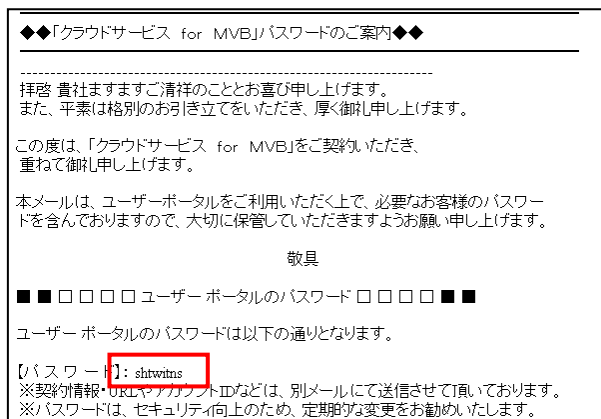 ◆◆「クラウドサービス for MVB」パスワードのご案内◆◆
------------------------------------------------------------
拝啓 貴社ますますご清祥のこととお喜び申し上げます。
また、平素は格別のお引き立てをいただき、厚く御礼申し上げます。
この度は、「クラウドサービス for MVB」をご契約いただき、
重ねて御礼申し上げます。
本メールは、ユーザーポータルをご利用いただく上で、必要なお客様のパスワー
ドを含んでおりますので、大切に保管していただきますようお願い申し上げます。
敬具
■ ■ □ □ □ □ ユーザー ポータルのパスワード □ □ □ □ ■ ■
ユーザー ポータルのパスワードは以下の通りとなります。
【パ ス ワ ー ド】: shtwitns
※契約情報・URLやアカウントIDなどは、別メールにて送信させて頂いております。
※パスワードは、セキュリティ向上のため、定期的な変更をお勧めいたします。